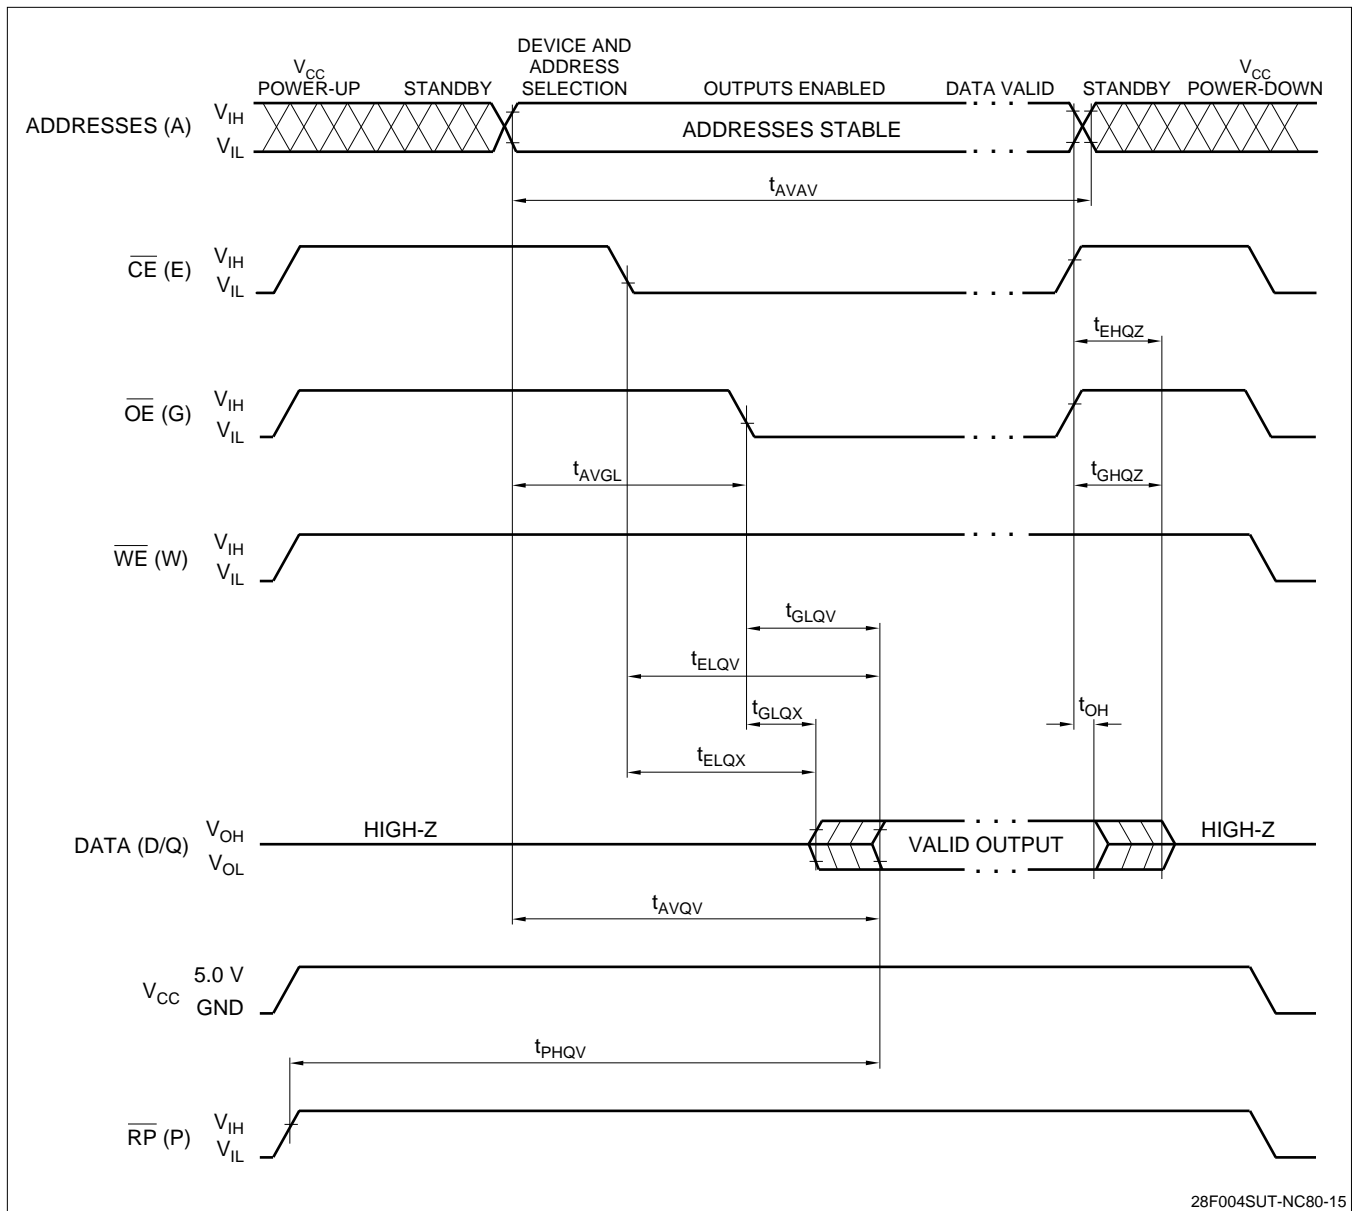 VCC
POWER-UP
STANDBY
DEVICE AND
ADDRESS
SELECTION
OUTPUTS ENABLED
DATA VALID
STANDBY
VCC
POWER-DOWN
ADDRESSES (A)
VIH
VIL
ADDRESSES STABLE
tAVAV
CE (E)
VIH
VIL
tEHQZ
OE (G)
VIH
VIL
tAVGL
tGHQZ
WE (W)
VIH
VIL
tGLQV
tELQV
tGLQX
tOH
tELQX
DATA (D/Q)
VOH
VOL
HIGH-Z
VALID OUTPUT
HIGH-Z
tAVQV
VCC
5.0 V
GND
tPHQV
RP (P)
VIH
VIL
28F004SUT-NC80-15